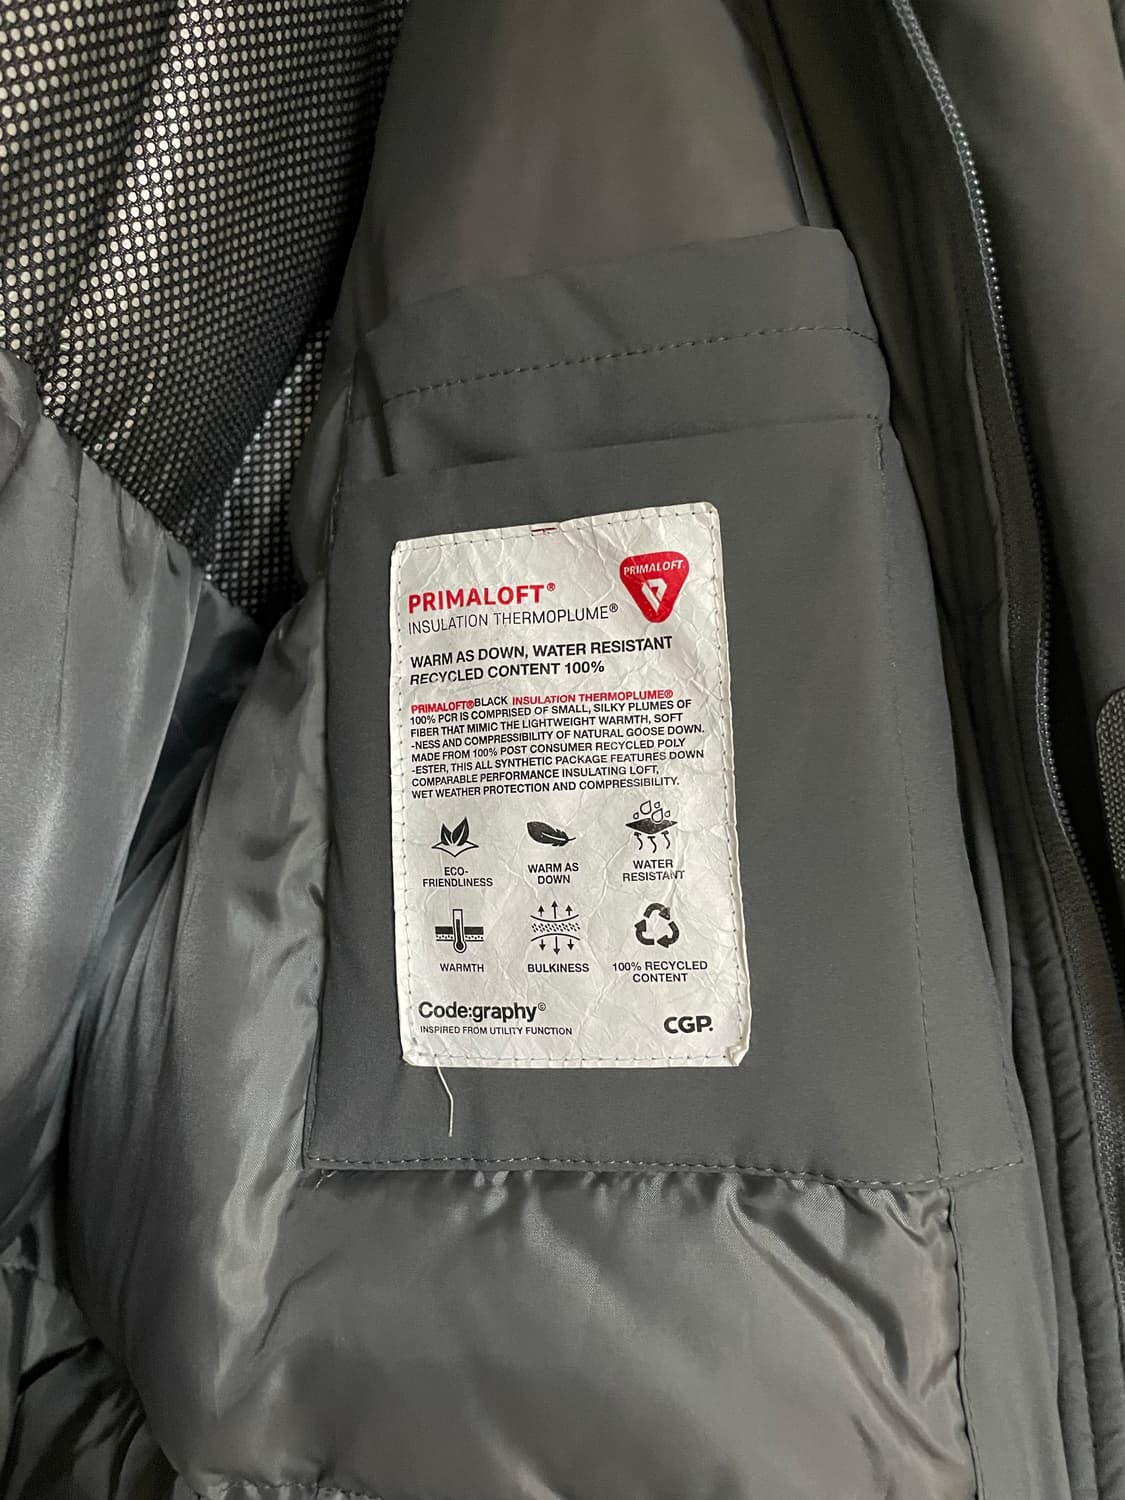 PRIMALOFT®
INSULATION THERMOPLUME®
PRIMALOFT.
WARM AS DOWN, WATER RESISTANT
RECYCLED CONTENT 100%
PRIMALOFT®BLACK INSULATION THERMOPLUME®
100% PCR IS COMPRISED OF SMALL, SILKY PLUMES OF
FIBER THAT MIMIC THE LIGHTWEIGHT WARMTH, SOFT
-NESS AND COMPRESSIBILITY OF NATURAL GOOSE DOWN.
MADE FROM 100% POST CONSUMER RECYCLED POLY
-ESTER, THIS ALL SYNTHETIC PACKAGE FEATURES DOWN
COMPARABLE PERFORMANCE INSULATING LOFT,
WET WEATHER PROTECTION AND COMPRESSIBILITY.
ECO-
FRIENDLINESS
WARM AS
DOWN
WATER
RESISTANT
WARMTH
BULKINESS
100% RECYCLED
CONTENT
Code:graphy©
INSPIRED FROM UTILITY FUNCTION
CGP.